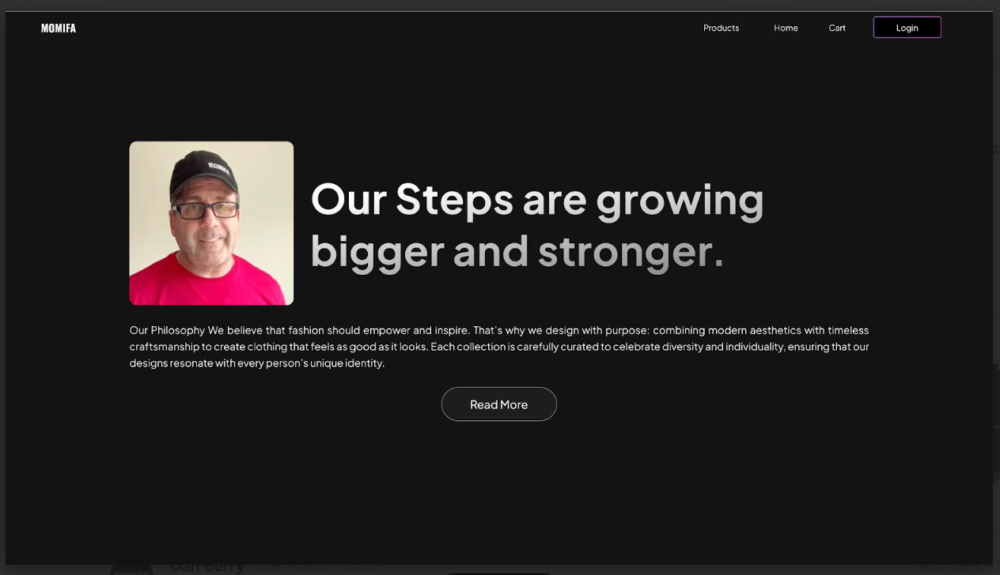 MOMIFA
Products Home Cart Login
MOMIFA
Our Steps are growing
bigger and stronger.
Our Philosophy We believe that fashion should empower and inspire. That's why we design with purpose: combining modern aesthetics with timeless
craftsmanship to create clothing that feels as good as it looks. Each collection is carefully curated to celebrate diversity and individuality, ensuring that our
designs resonate with every person's unique identity.
Read More
Dan Berry